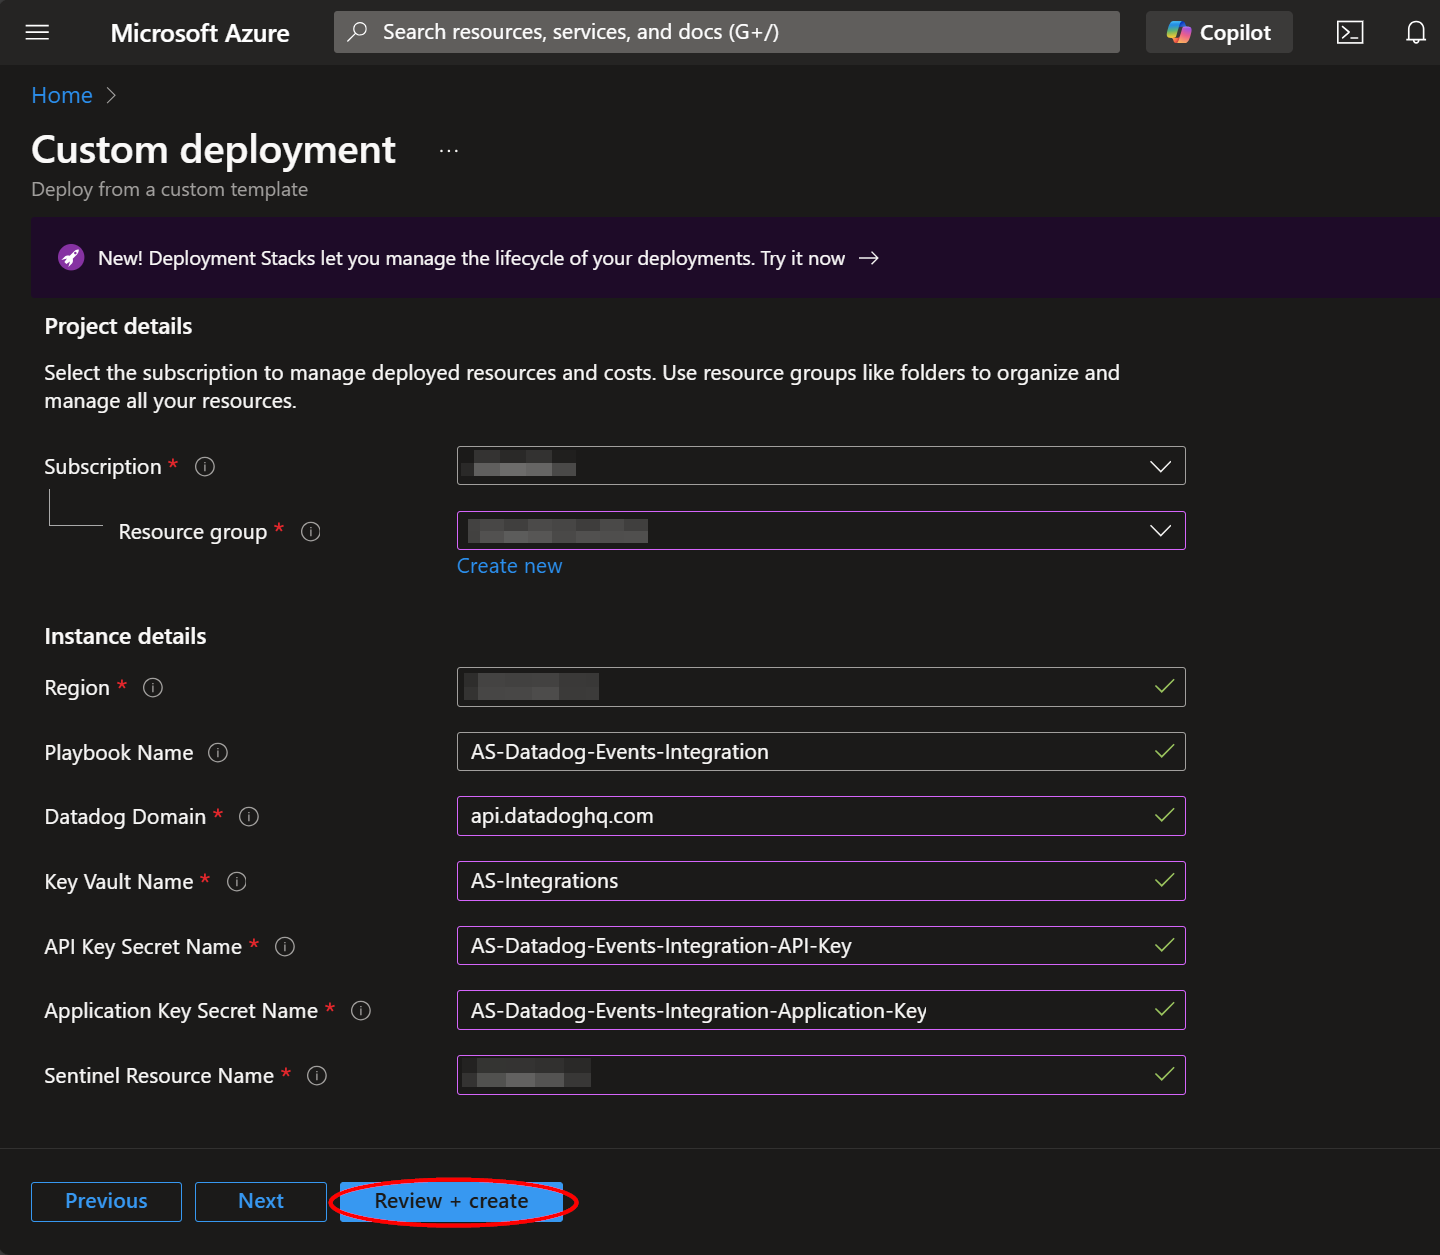 Microsoft Azure
Search resources, services, and docs (G+/)
Copilot
Home
Custom deployment ...
Deploy from a custom template
New! Deployment Stacks let you manage the lifecycle of your deployments. Try it now →
Project details
Select the subscription to manage deployed resources and costs. Use resource groups like folders to organize and
manage all your resources.
Subscription *
Resource group *
Create new
Instance details
Region *
Playbook Name
AS-Datadog-Events-Integration
Datadog Domain *
api.datadoghq.com
Key Vault Name *
AS-Integrations
API Key Secret Name *
AS-Datadog-Events-Integration-API-Key
Application Key Secret Name *
AS-Datadog-Events-Integration-Application-Key
Sentinel Resource Name *
Previous
Next
Review + create